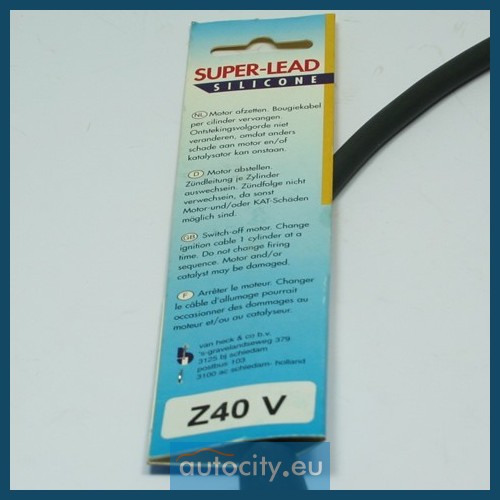 SUPER-LEAD
SILICONE
NL Motor afzetten. Bougiekabel
per cilinder vervangen.
Ontstekingsvolgorde niet
veranderen, omdat anders
schade aan motor en/of
katalysator kan onstaan.
D Motor abstellen.
Zündleitung je Zylinder
auswechsein. Zündfolge nicht
verwechsein, da sonst
Motor-und/oder KAT-Schäden
möglich sind.
GB Switch-off motor. Change
ignition cable 1 cylinder at a
time. Do not change firing
sequence. Motor and/or
catalyst may be damaged.
F Arrêter le moteur. Changer
le câble d'allumage pourrait
occasionner des dommages au
moteur et/ou au catalyseur.
van heck & co b.v.
's-gravelandseweg 379
3125 bj schiedam
postbus 103
3100 ac schiedam-holland
Z40 V
autocity.eu